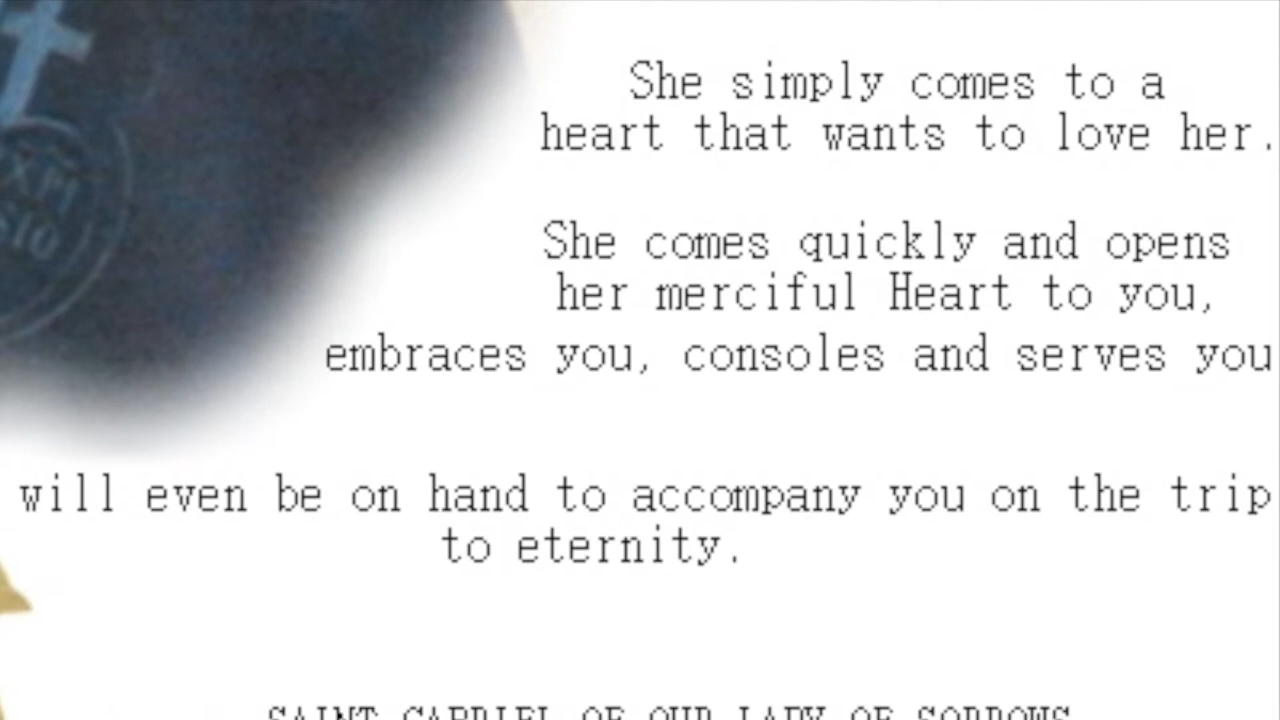 She simply comes to a
heart that wants to love her.
She comes quickly and opens
her merciful Heart to you,
embraces you, consoles and serves you
will even be on hand to accompany you on the trip
to eternity.
SAINT GABRIEL OF OUR LADY OF SORROWS